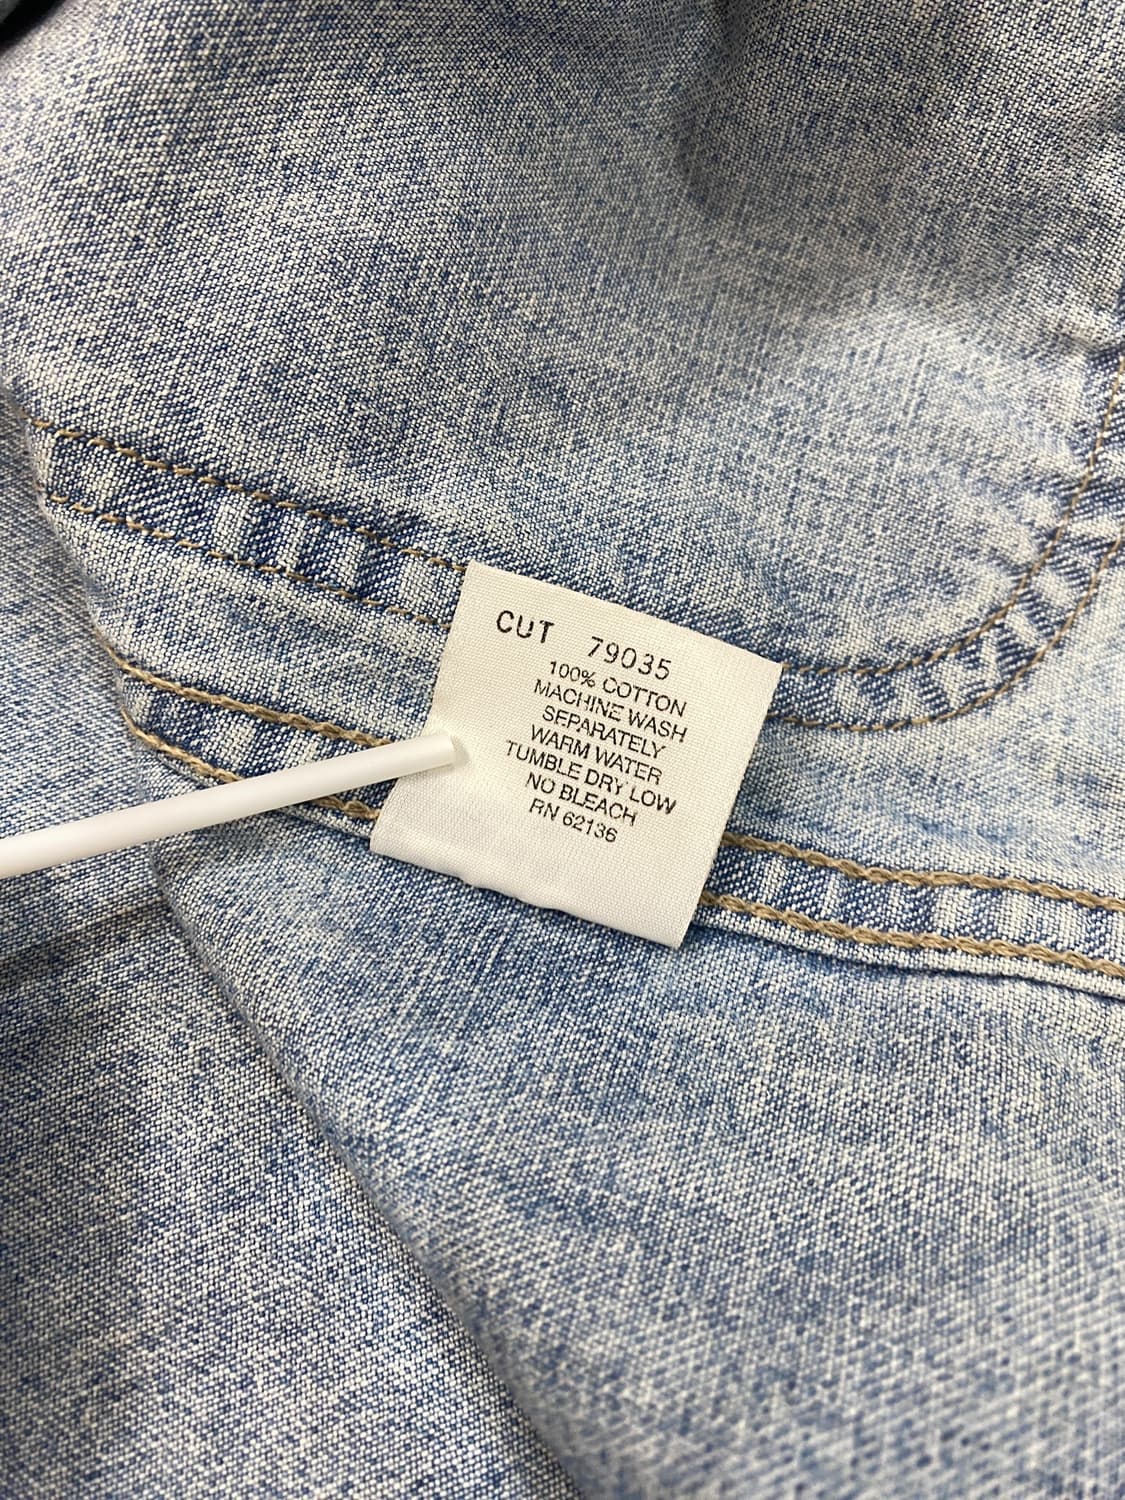 CUT 79035
100% COTTON
MACHINE WASH
SEPARATELY
WARM WATER
TUMBLE DRY LOW
NO BLEACH
RN 62136